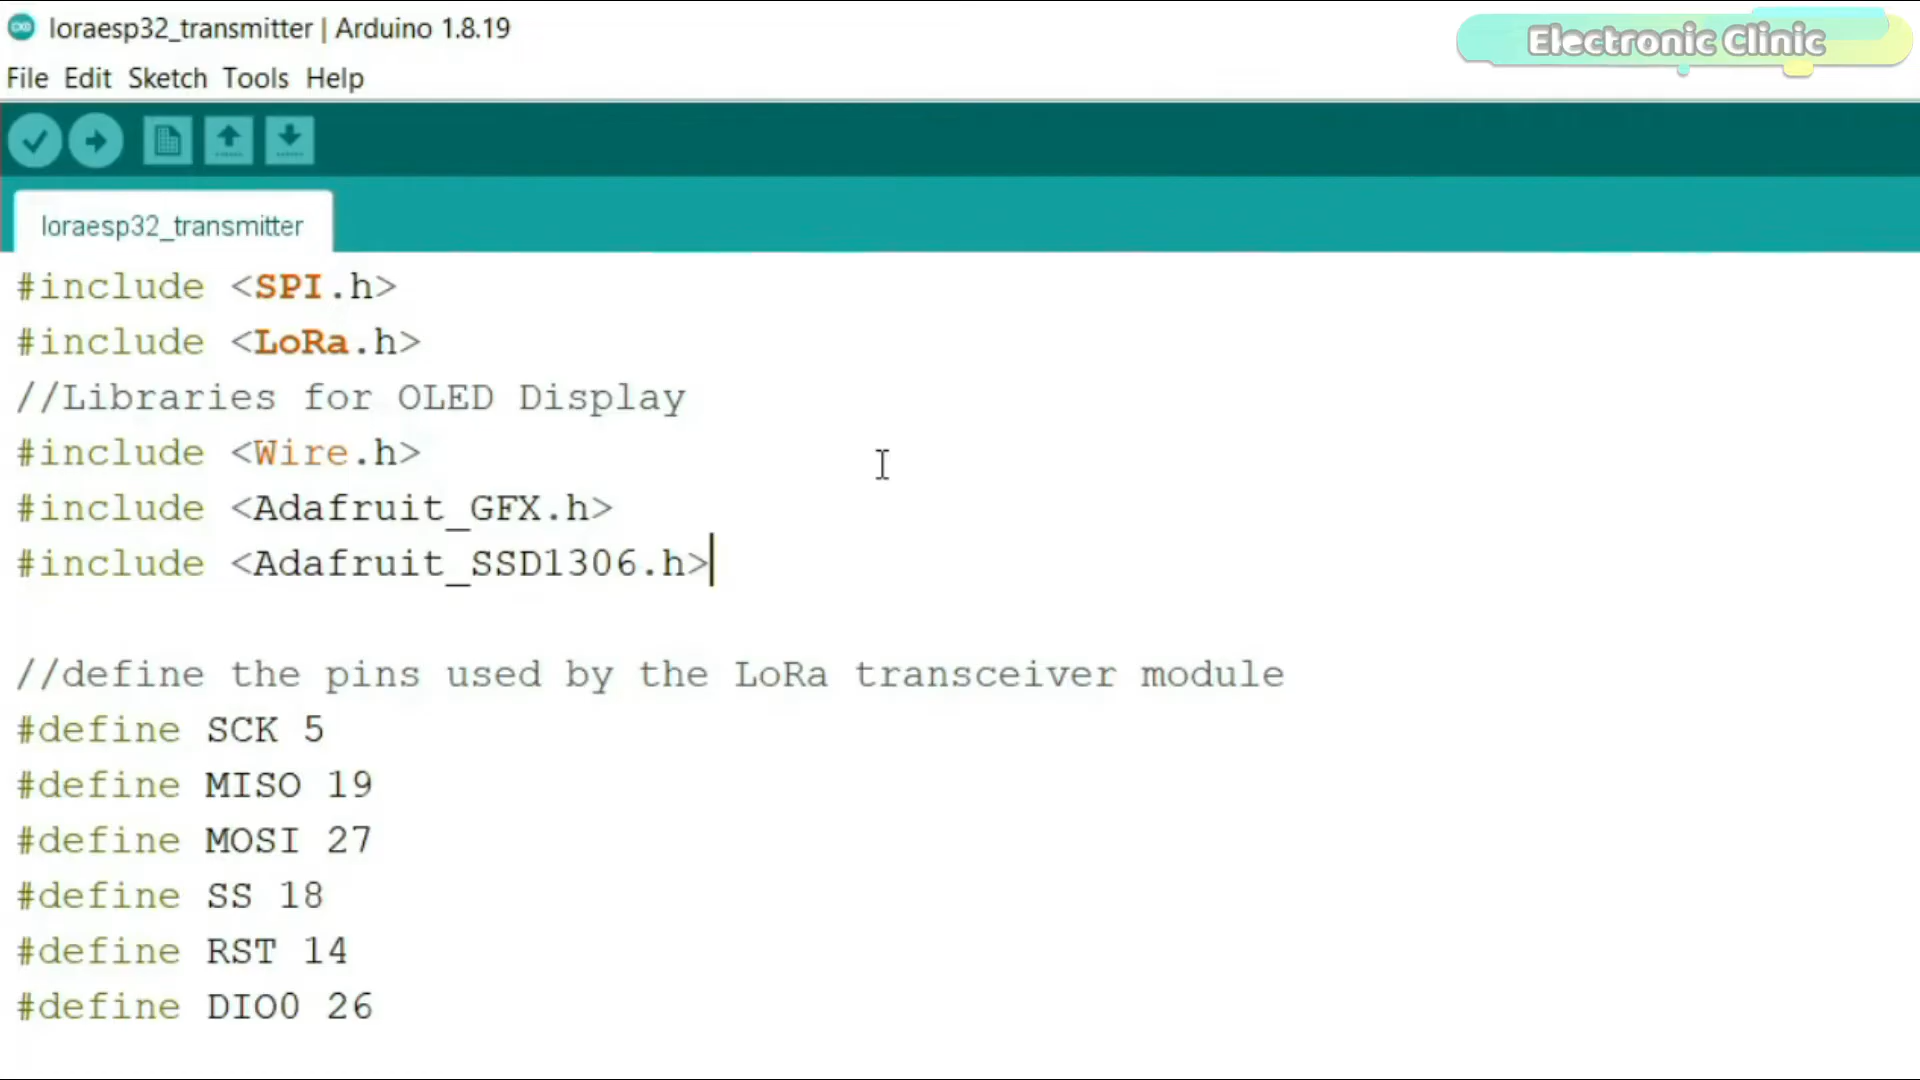 loraesp32_transmitter | Arduino 1.8.19
Electronic Clinic
File Edit Sketch Tools Help
loraesp32_transmitter
#include <SPI.h>
#include <LoRa.h>
//Libraries for OLED Display
#include <Wire.h>
#include <Adafruit_GFX.h>
#include <Adafruit_SSD1306.h>
//define the pins used by the LoRa transceiver module
#define SCK 5
#define MISO 19
#define MOSI 27
#define SS 18
#define RST 14
#define DIO0 26